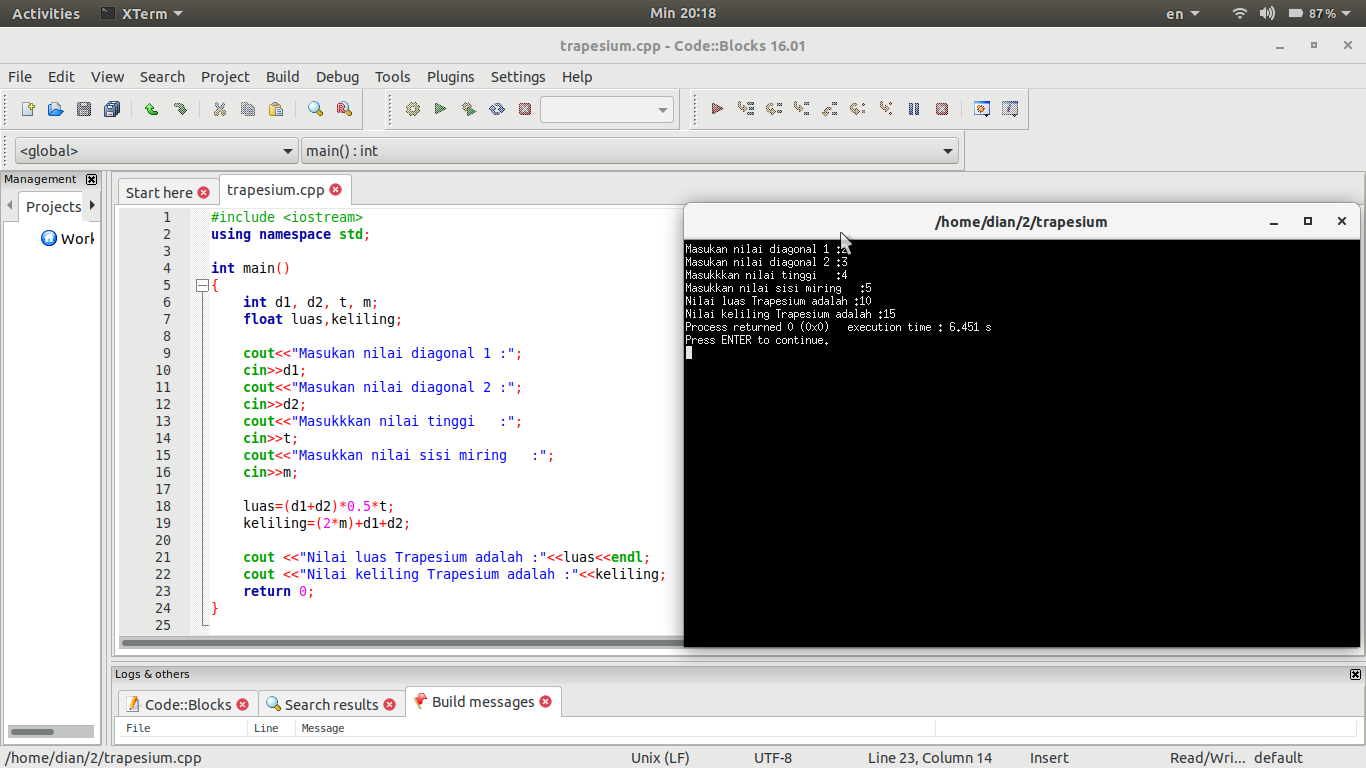 Activities XTerm Min 20:18 en 87%
trapesium.cpp - Code::Blocks 16.01
File Edit View Search Project Build Debug Tools Plugins Settings Help
<global> main() : int
Management
Projects
Work
Start here trapesium.cpp
1 #include <iostream>
2 using namespace std;
3
4 int main()
5 {
6 int d1, d2, t, m;
7 float luas,keliling;
8
9 cout<<"Masukan nilai diagonal 1 :";
10 cin>>d1;
11 cout<<"Masukan nilai diagonal 2 :";
12 cin>>d2;
13 cout<<"Masukkkan nilai tinggi   :";
14 cin>>t;
15 cout<<"Masukkan nilai sisi miring   :";
16 cin>>m;
17
18 luas=(d1+d2)*0.5*t;
19 keliling=(2*m)+d1+d2;
20
21 cout <<"Nilai luas Trapesium adalah :"<<luas<<endl;
22 cout <<"Nilai keliling Trapesium adalah :"<<keliling;
23 return 0;
24 }
25
/home/dian/2/trapesium
Masukan nilai diagonal 1 :2
Masukan nilai diagonal 2 :3
Masukkkan nilai tinggi   :4
Masukkan nilai sisi miring   :5
Nilai luas Trapesium adalah :10
Nilai keliling Trapesium adalah :15
Process returned 0 (0x0)   execution time : 6.451 s
Press ENTER to continue.
Logs & others
Code::Blocks Search results Build messages
File Line Message
/home/dian/2/trapesium.cpp Unix (LF) UTF-8 Line 23, Column 14 Insert Read/Wri... default